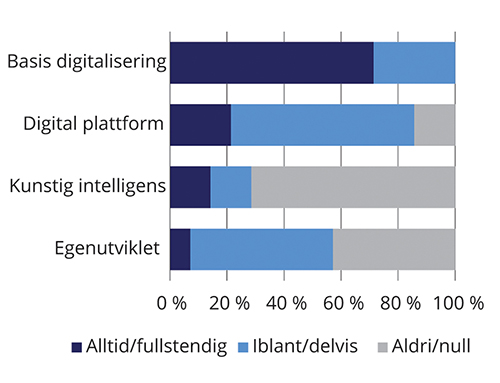 Basis digitalisering
Digital plattform
Kunstig intelligens
Egenutviklet
0 % 20 % 40 % 60 % 80 % 100 %
Alltid/fullstendig Iblant/delvis Aldri/null